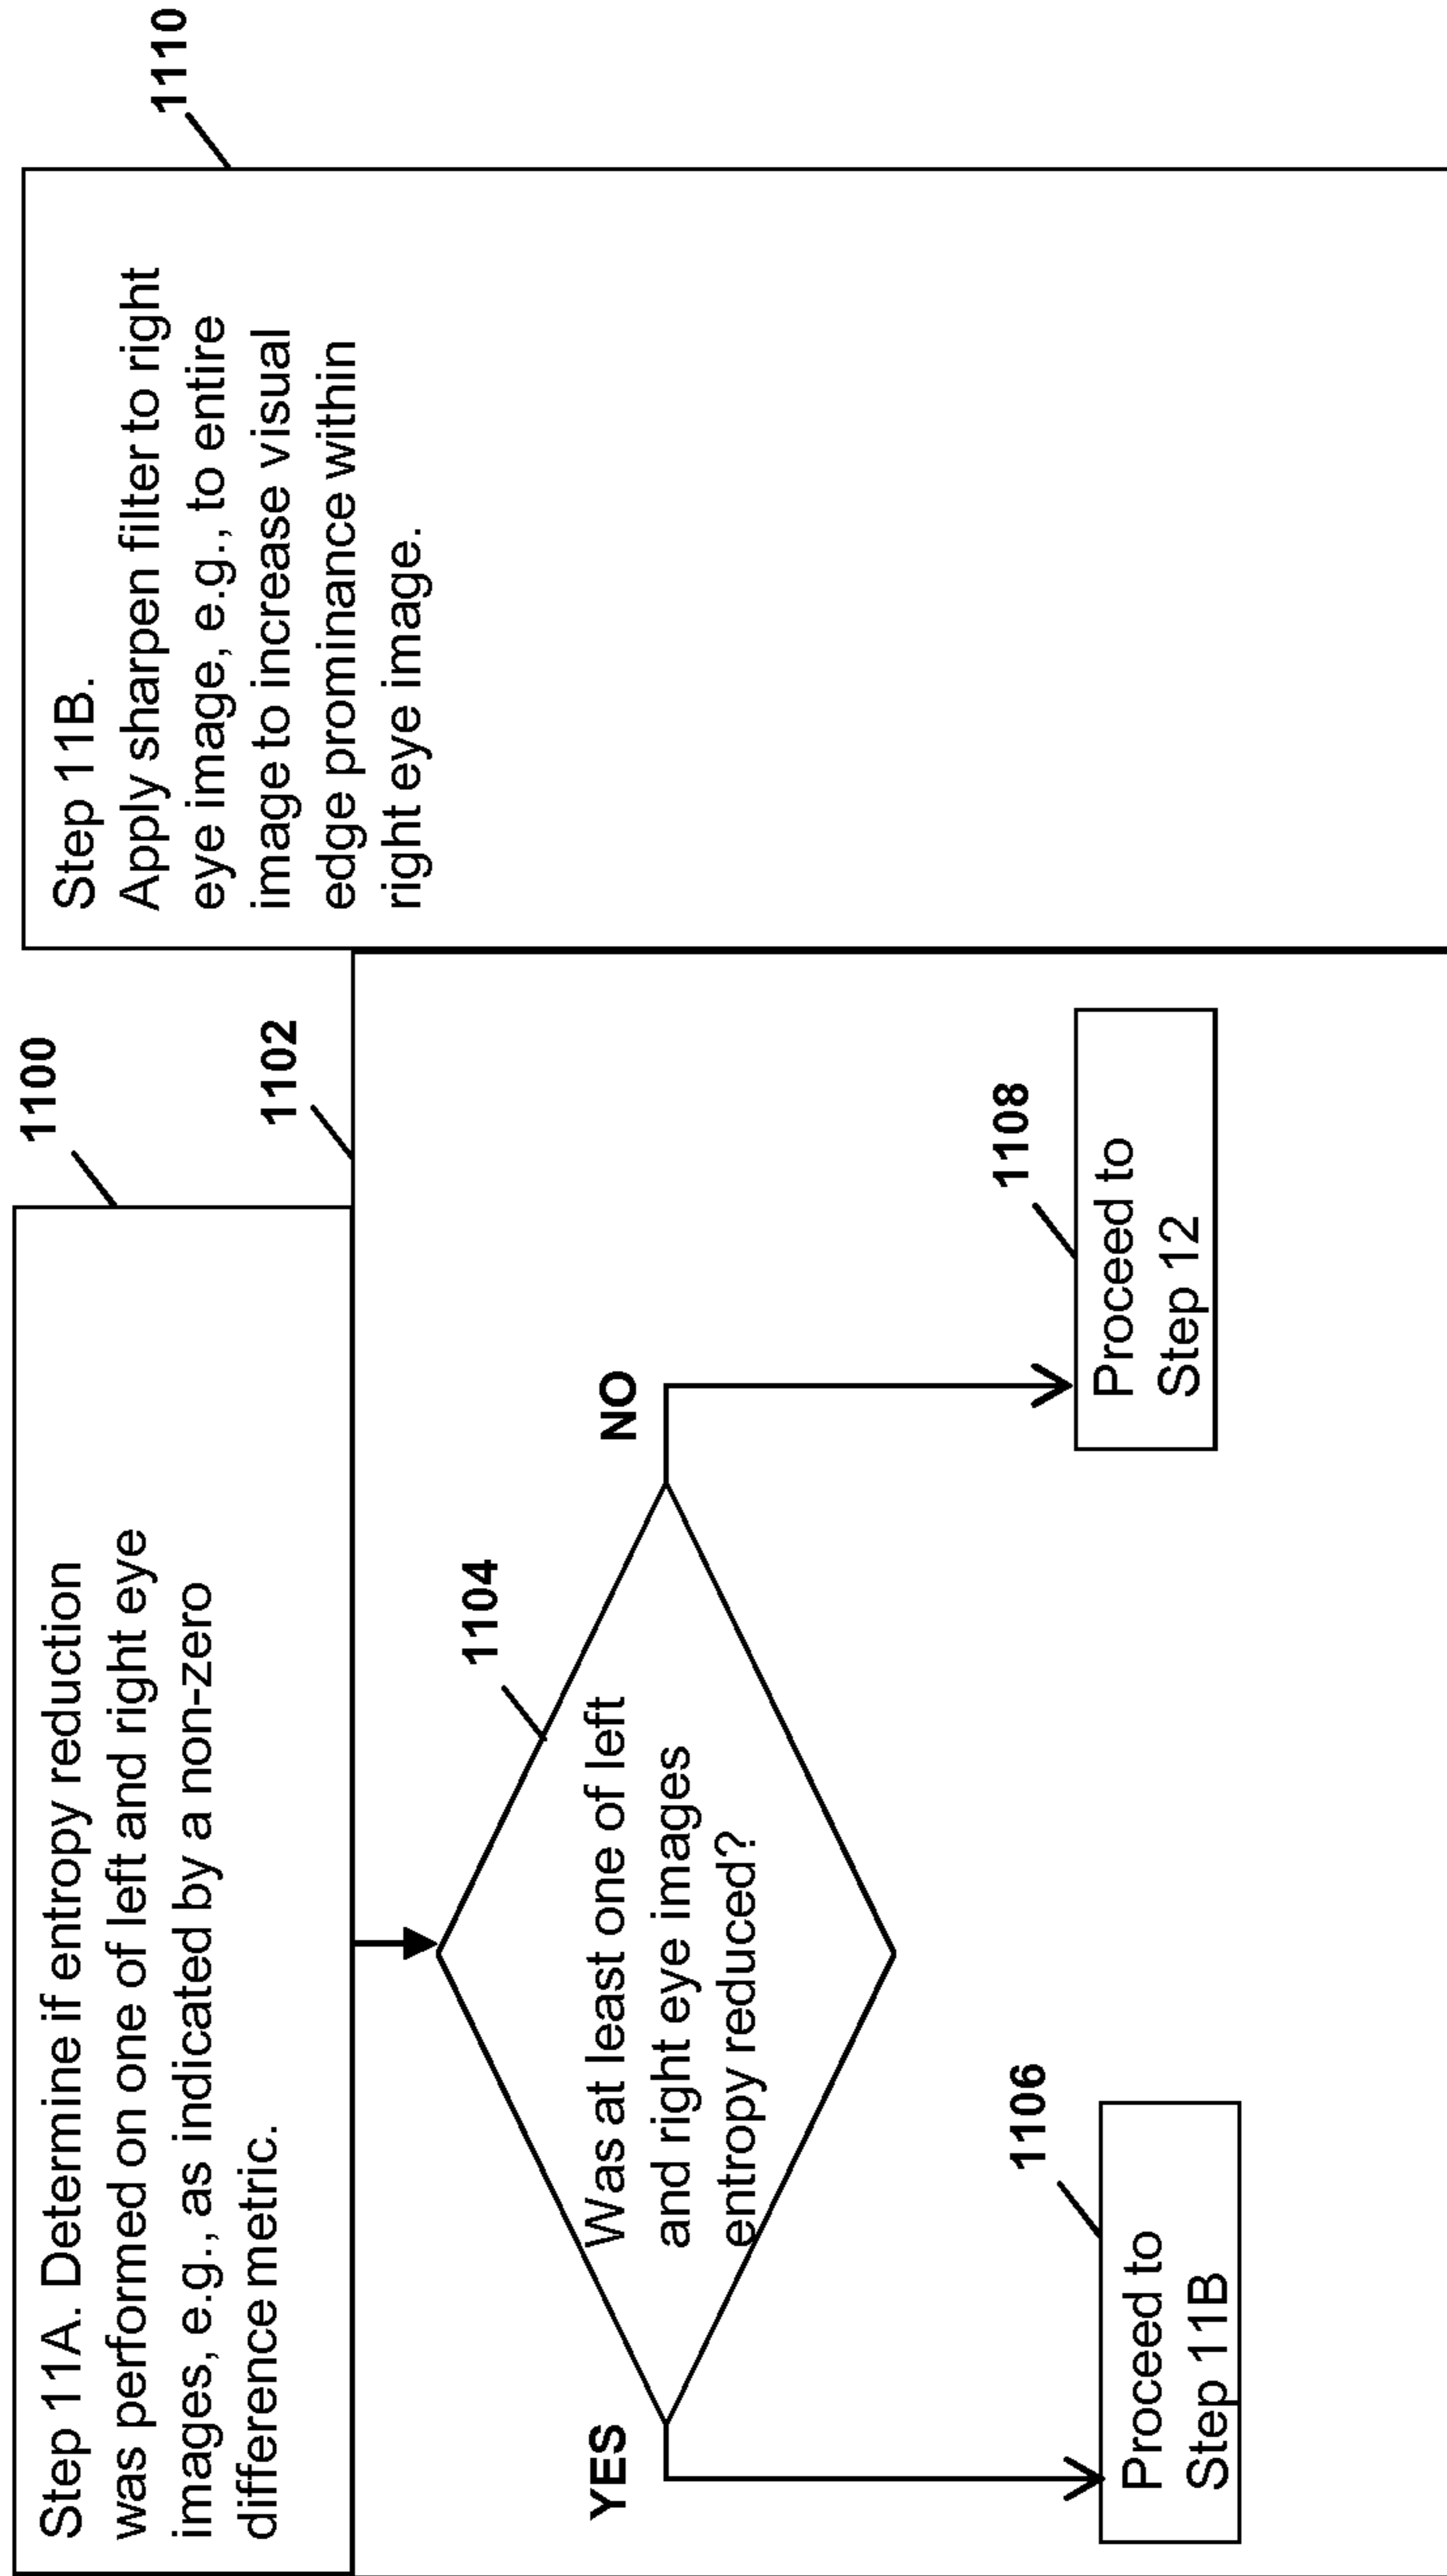 1100
Step 11A. Determine if entropy reduction
was performed on one of left and right eye
images, e.g., as indicated by a non-zero
difference metric.
1102
1104
Was at least one of left
and right eye images
entropy reduced?
YES
NO
1106
Proceed to
Step 11B
1108
Proceed to
Step 12
1110
Step 11B.
Apply sharpen filter to right
eye image, e.g., to entire
image to increase visual
edge prominance within
right eye image.